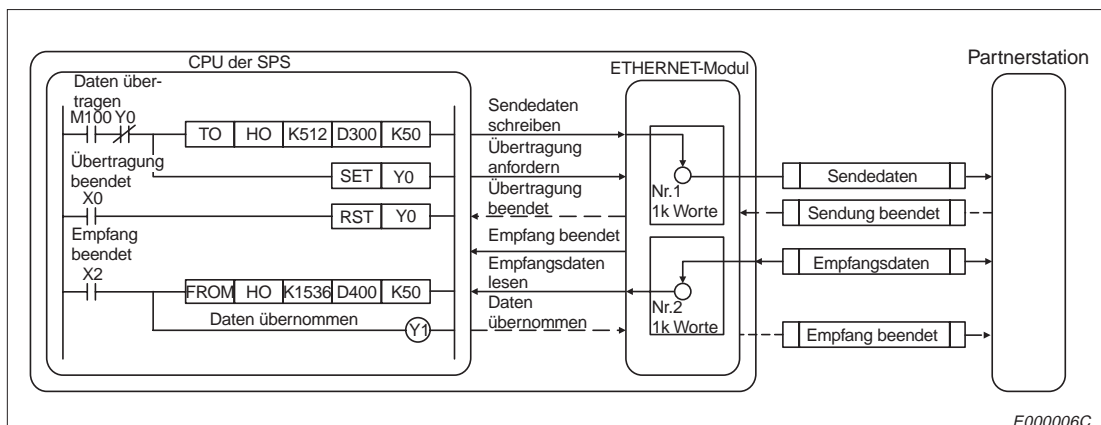 CPU der SPS
Daten über-
tragen
M100 Y0
TO HO K512 D300 K50
SET Y0
Übertragung
beendet
X0
RST Y0
Empfang
beendet
X2
FROM HO K1536 D400 K50
Daten übernommen
Y1
Sendedaten
schreiben
Übertragung
anfordern
Übertragung
beendet
Empfang beendet
Empfangsdaten
lesen
Daten
übernommen
ETHERNET-Modul
Nr.1
1k Worte
Nr.2
1k Worte
Sendedaten
Sendung beendet
Empfangsdaten
Empfang beendet
Partnerstation
E000006C